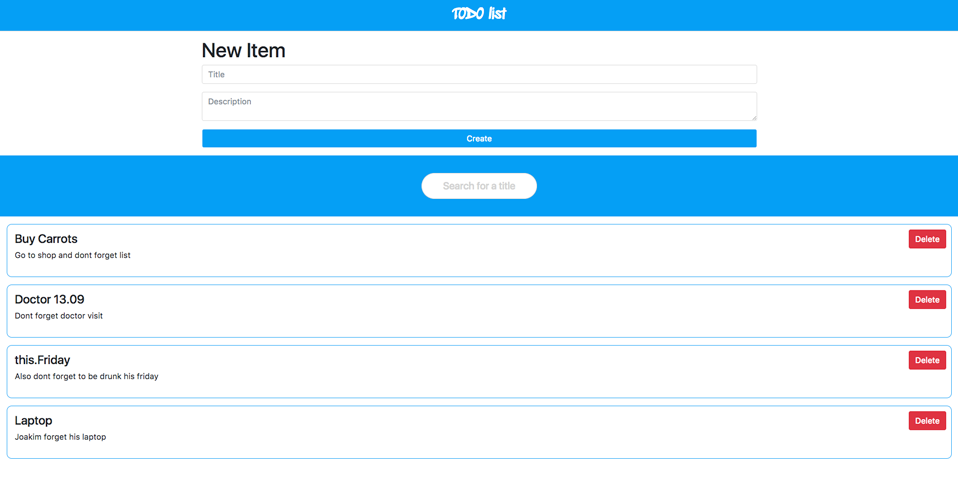 TODO list
New Item
Title
Description
Create
Search for a title
Buy Carrots
Delete
Go to shop and dont forget list
Doctor 13.09
Delete
Dont forget doctor visit
this.Friday
Delete
Also dont forget to be drunk his friday
Laptop
Delete
Joakim forget his laptop